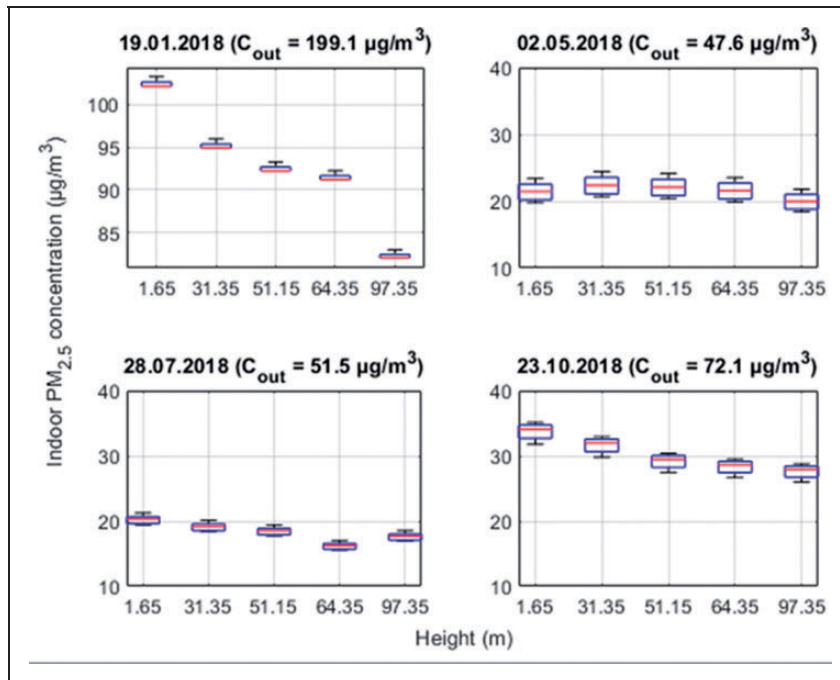 19.01.2018 (C_out = 199.1 µg/m³)
100
95
90
85
1.65 31.35 51.15 64.35 97.35
02.05.2018 (C_out = 47.6 µg/m³)
40
30
20
10
1.65 31.35 51.15 64.35 97.35
Indoor PM₂.₅ concentration (µg/m³)
28.07.2018 (C_out = 51.5 µg/m³)
40
30
20
10
1.65 31.35 51.15 64.35 97.35
23.10.2018 (C_out = 72.1 µg/m³)
40
30
20
10
1.65 31.35 51.15 64.35 97.35
Height (m)